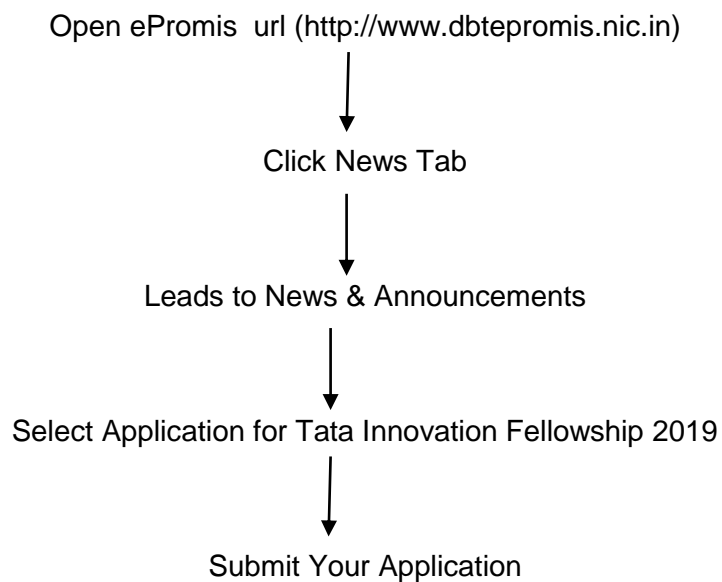 Open ePromis  url (http://www.dbtepromis.nic.in)
Click News Tab
Leads to News & Announcements
Select Application for Tata Innovation Fellowship 2019
Submit Your Application